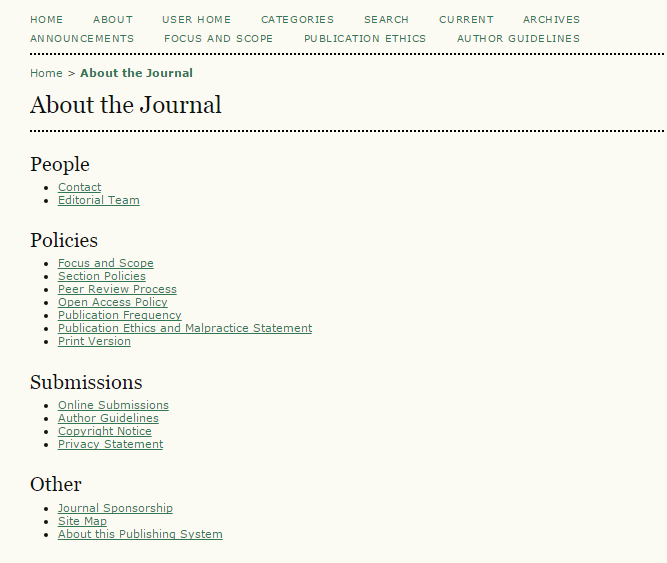 HOME ABOUT USER HOME CATEGORIES SEARCH CURRENT ARCHIVES
ANNOUNCEMENTS FOCUS AND SCOPE PUBLICATION ETHICS AUTHOR GUIDELINES
Home > About the Journal
About the Journal
People
Contact
Editorial Team
Policies
Focus and Scope
Section Policies
Peer Review Process
Open Access Policy
Publication Frequency
Publication Ethics and Malpractice Statement
Print Version
Submissions
Online Submissions
Author Guidelines
Copyright Notice
Privacy Statement
Other
Journal Sponsorship
Site Map
About this Publishing System